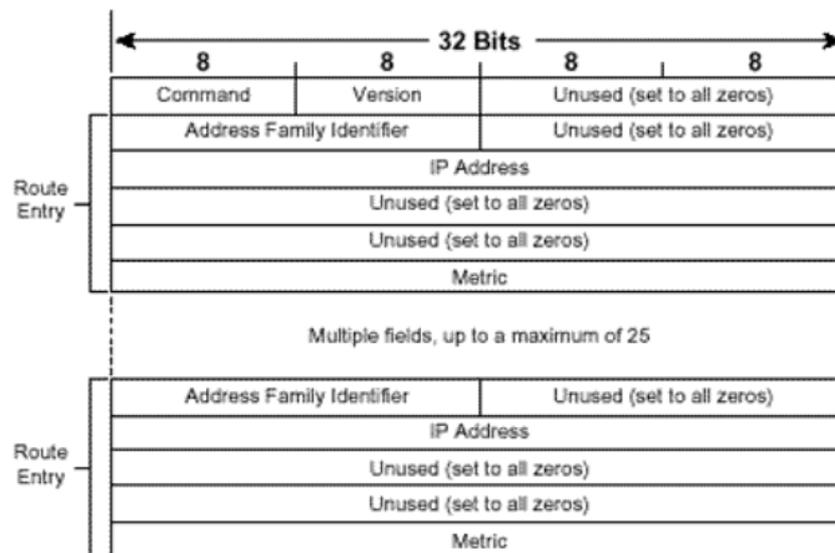 32 Bits
8 8 8 8
Command Version Unused (set to all zeros)
Address Family Identifier Unused (set to all zeros)
IP Address
Route
Entry
Unused (set to all zeros)
Unused (set to all zeros)
Metric
Multiple fields, up to a maximum of 25
Address Family Identifier Unused (set to all zeros)
IP Address
Route
Entry
Unused (set to all zeros)
Unused (set to all zeros)
Metric